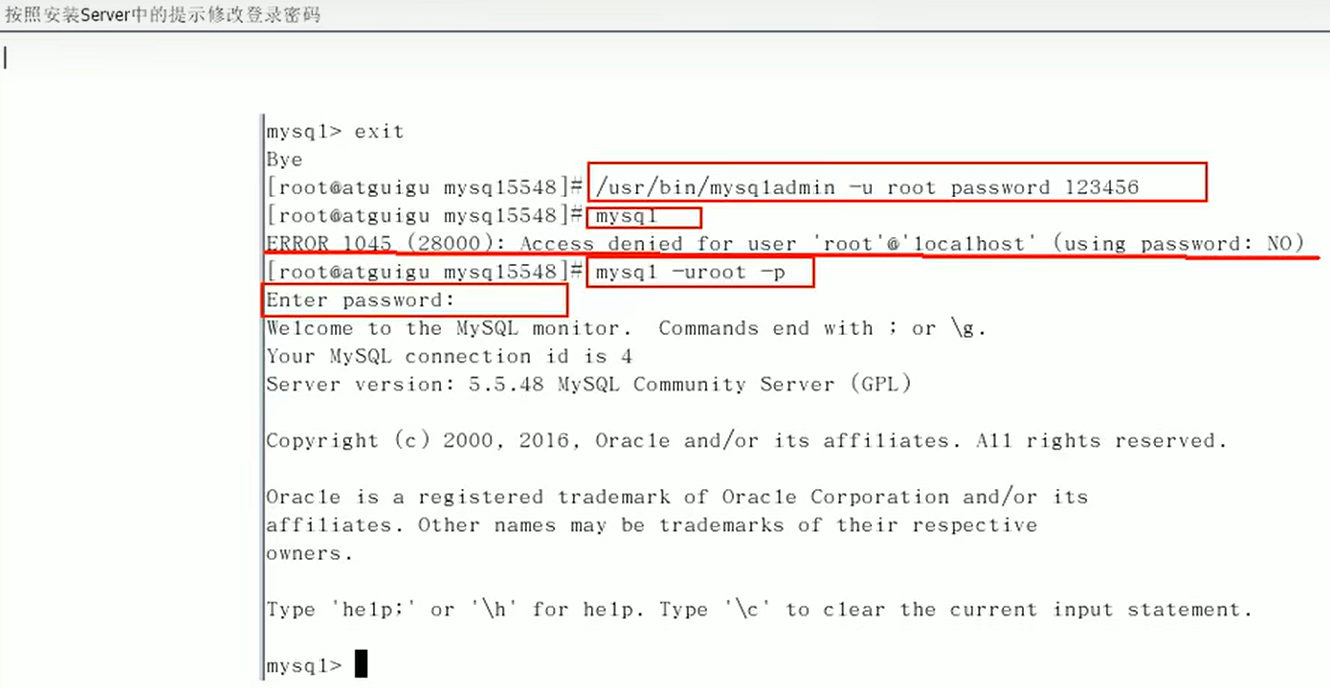 按照安装Server中的提示修改登录密码
mysql> exit
Bye
[root@atguigu mysql5548]# /usr/bin/mysqladmin -u root password 123456
[root@atguigu mysql5548]# mysql
ERROR 1045 (28000): Access denied for user 'root'@'localhost' (using password: NO)
[root@atguigu mysql5548]# mysql -uroot -p
Enter password:
Welcome to the MySQL monitor.  Commands end with ; or \g.
Your MySQL connection id is 4
Server version: 5.5.48 MySQL Community Server (GPL)
Copyright (c) 2000, 2016, Oracle and/or its affiliates. All rights reserved.
Oracle is a registered trademark of Oracle Corporation and/or its
affiliates. Other names may be trademarks of their respective
owners.
Type 'help;' or '\h' for help. Type '\c' to clear the current input statement.
mysql>